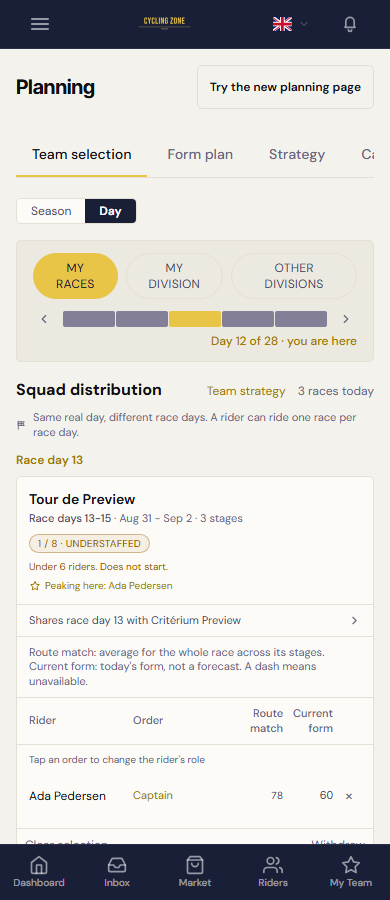 CYCLING ZONE
Planning
Try the new planning page
Team selection
Form plan
Strategy
Ca
Season
Day
MY
RACES
MY
DIVISION
OTHER
DIVISIONS
Day 12 of 28 · you are here
Squad distribution
Team strategy
3 races today
Same real day, different race days. A rider can ride one race per
race day.
Race day 13
Tour de Preview
Race days 13–15 · Aug 31 – Sep 2 · 3 stages
1 / 8 · UNDERSTAFFED
Under 6 riders. Does not start.
Peaking here: Ada Pedersen
Shares race day 13 with Critérium Preview
Route match: average for the whole race across its stages.
Current form: today's form, not a forecast. A dash means
unavailable.
Rider
Order
Route
match
Current
form
Tap an order to change the rider's role
Ada Pedersen
Captain
78
60
×
Clear selection
Withdraw
Dashboard
Inbox
Market
Riders
My Team